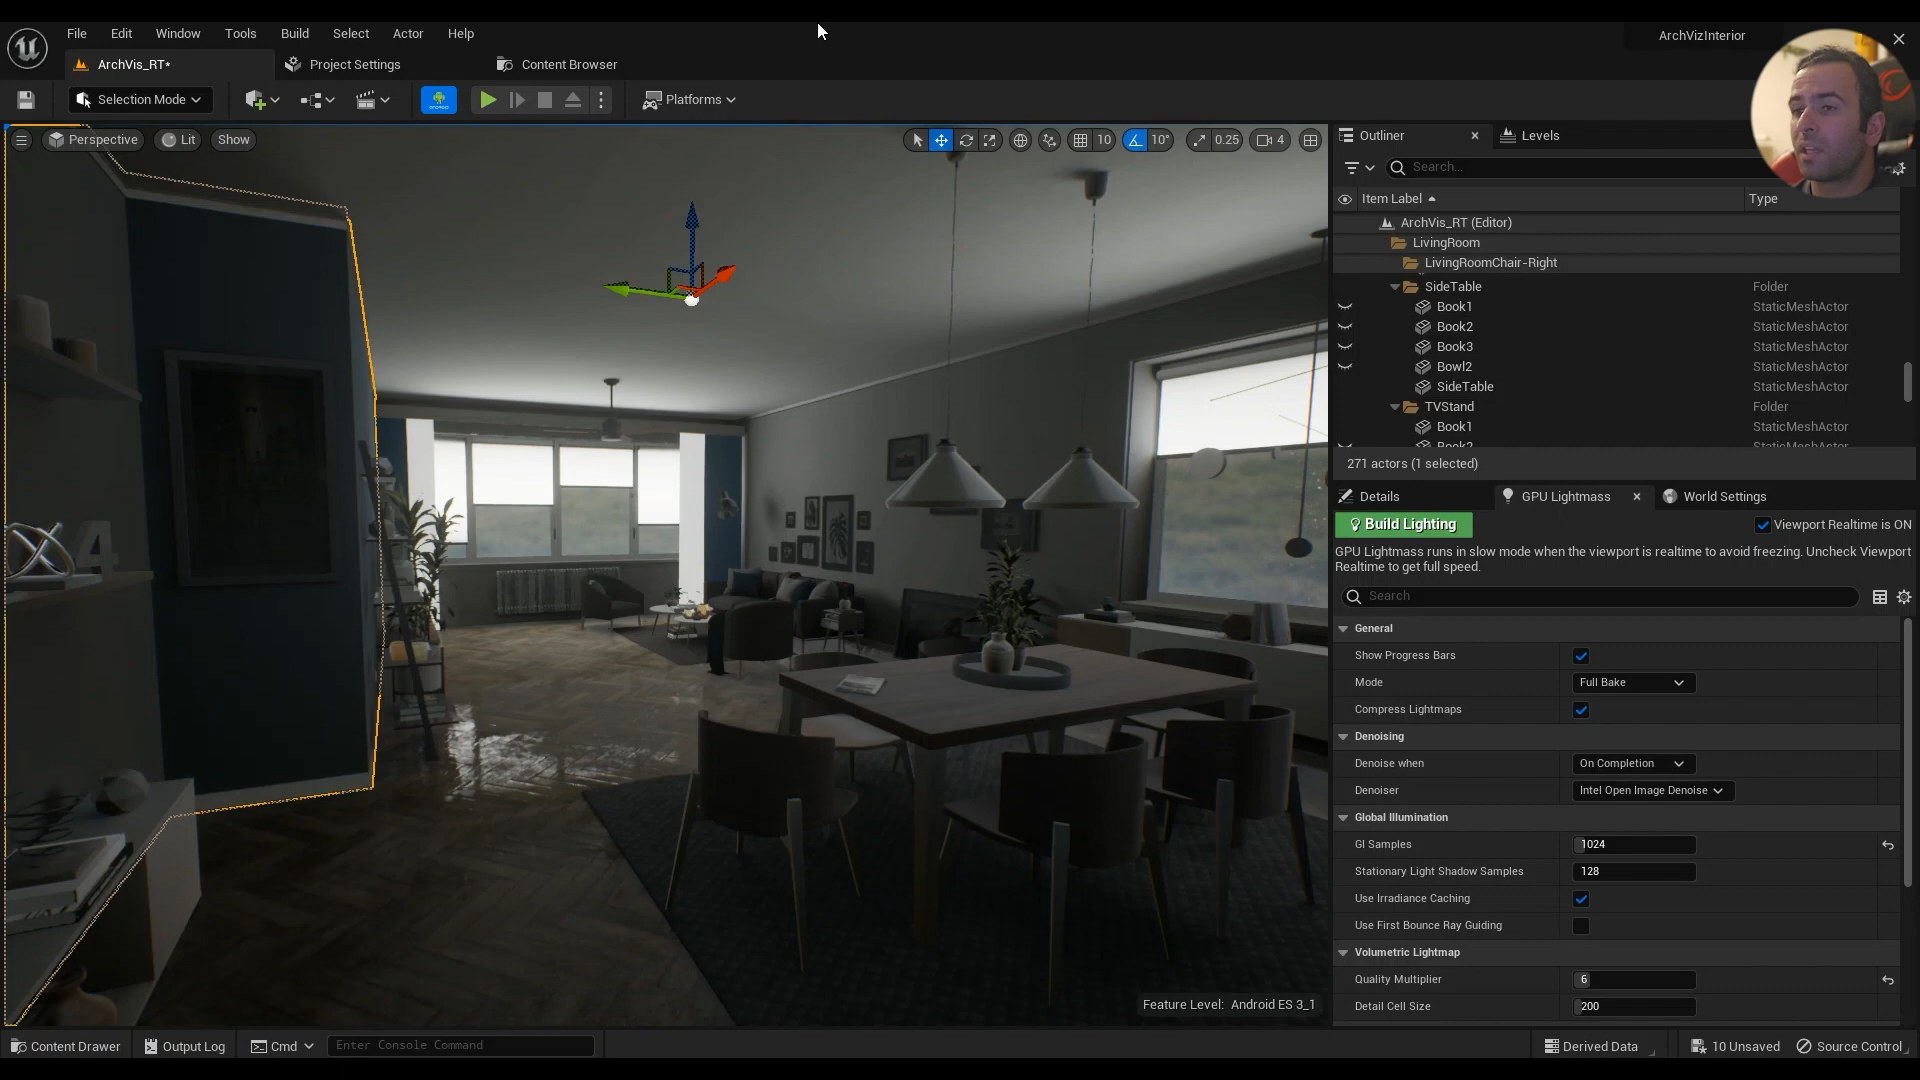 File Edit Window Tools Build Select Actor Help
ArchVizInterior
ArchVis_RT*
Project Settings
Content Browser
Selection Mode
Platforms
Perspective
Lit
Show
10
10°
0.25
4
Outliner
Levels
Search...
Item Label
Type
ArchVis_RT (Editor)
LivingRoom
LivingRoomChair-Right
SideTable Folder
Book1 StaticMeshActor
Book2 StaticMeshActor
Book3 StaticMeshActor
Bowl2 StaticMeshActor
SideTable StaticMeshActor
TVStand Folder
Book1 StaticMeshActor
Book2 StaticMeshActor
271 actors (1 selected)
Details
GPU Lightmass
World Settings
Build Lighting
Viewport Realtime is ON
GPU Lightmass runs in slow mode when the viewport is realtime to avoid freezing. Uncheck Viewport
Realtime to get full speed.
Search
General
Show Progress Bars
Mode Full Bake
Compress Lightmaps
Denoising
Denoise when On Completion
Denoiser Intel Open Image Denoise
Global Illumination
GI Samples 1024
Stationary Light Shadow Samples 128
Use Irradiance Caching
Use First Bounce Ray Guiding
Volumetric Lightmap
Quality Multiplier 6
Detail Cell Size 200
Feature Level: Android ES 3_1
Content Drawer
Output Log
Cmd
Enter Console Command
Derived Data
10 Unsaved
Source Control